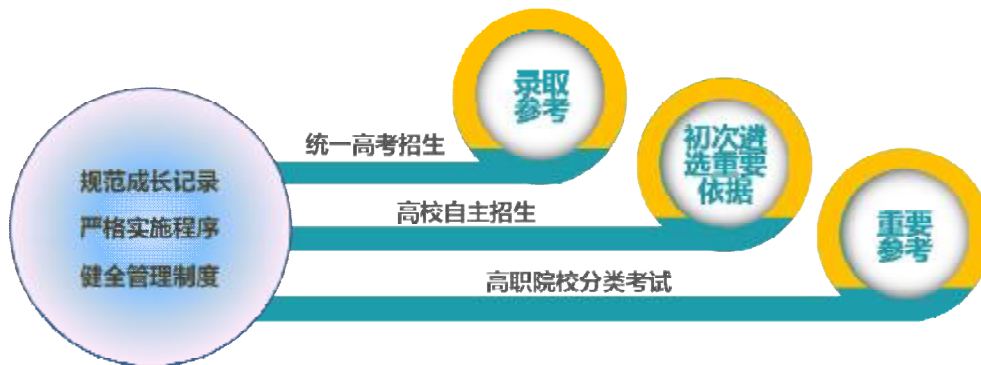 规范成长记录
严格实施程序
健全管理制度
统一高考招生
录取
参考
高校自主招生
初次遴
选重要
依据
高职院校分类考试
重要
参考